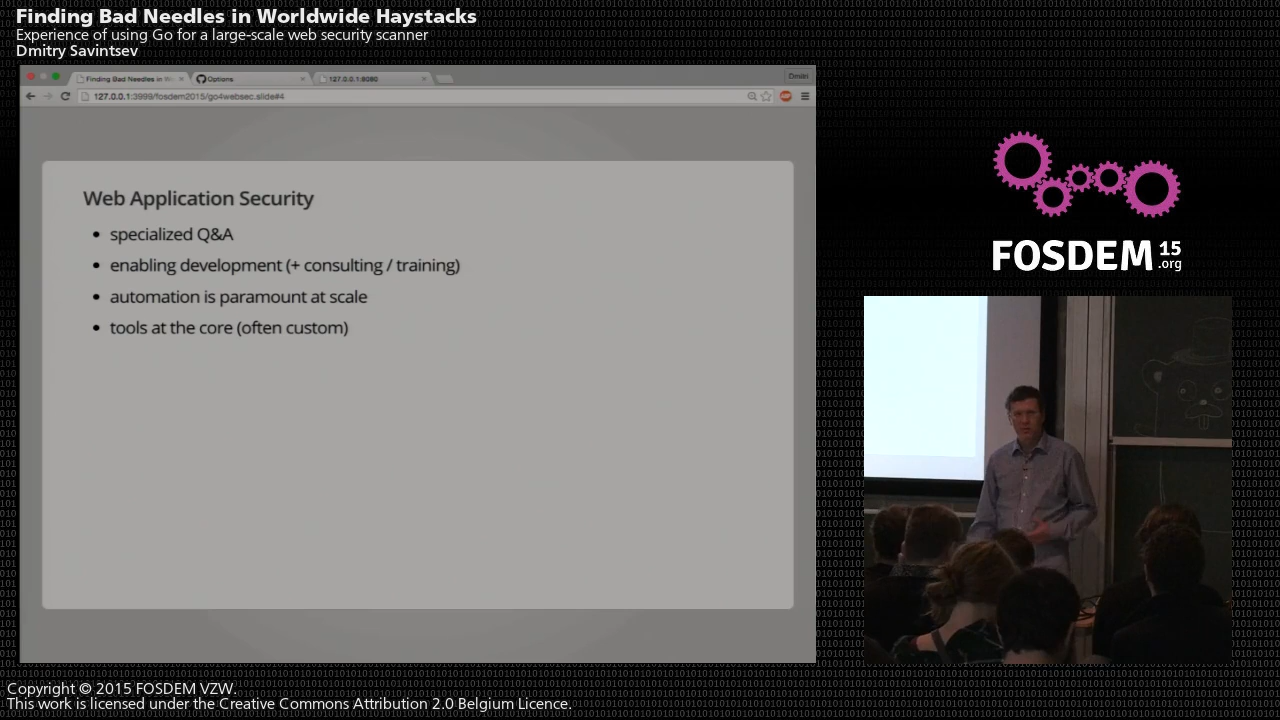 Finding Bad Needles in Worldwide Haystacks
Experience of using Go for a large-scale web security scanner
Dmitry Savintsev
Finding Bad Needles in Wo
Options
127.0.0.1:8080
Dmitri
127.0.0.1:3999/fosdem2015/go4websec.slide#4
Web Application Security
• specialized Q&A
• enabling development (+ consulting / training)
• automation is paramount at scale
• tools at the core (often custom)
FOSDEM 15
.org
Copyright © 2015 FOSDEM VZW.
This work is licensed under the Creative Commons Attribution 2.0 Belgium Licence.